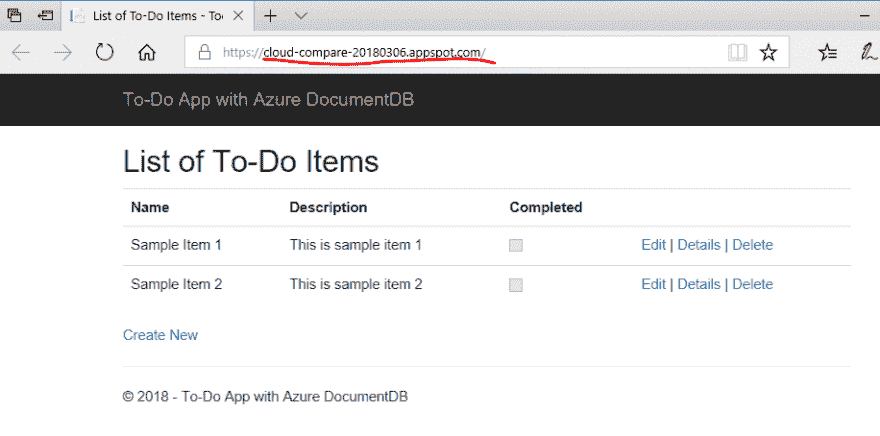 List of To-Do Items - To
https://cloud-compare-20180306.appspot.com/
To-Do App with Azure DocumentDB
List of To-Do Items
Name Description Completed
Sample Item 1 This is sample item 1 Edit | Details | Delete
Sample Item 2 This is sample item 2 Edit | Details | Delete
Create New
© 2018 - To-Do App with Azure DocumentDB